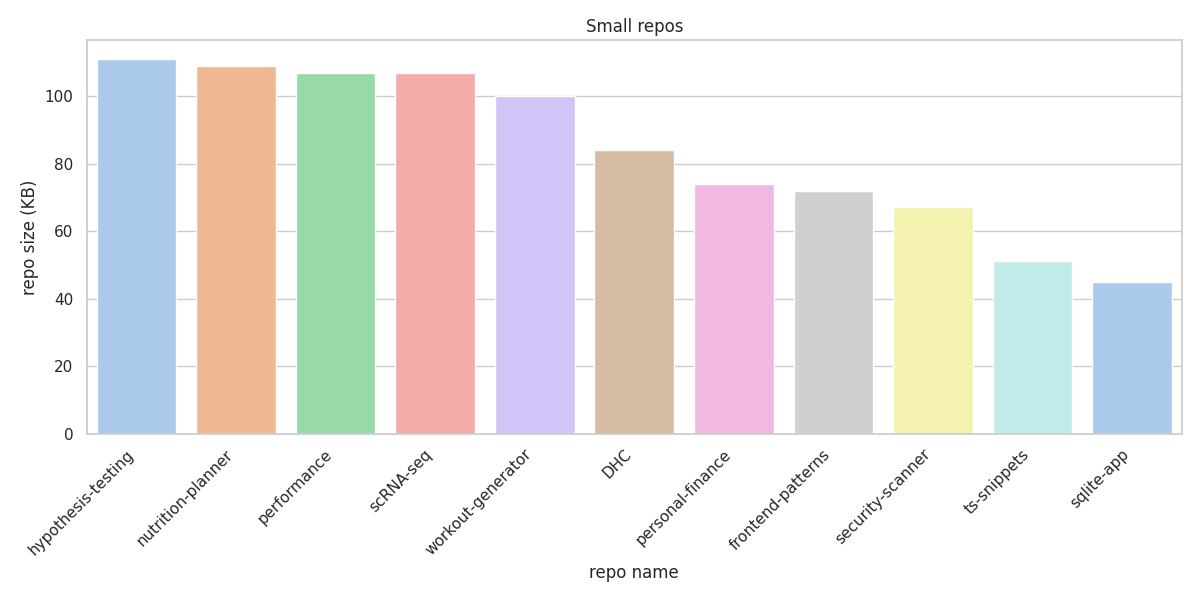 Small repos
repo size (KB)
100
80
60
40
20
0
hypothesis-testing
nutrition-planner
performance
scRNA-seq
workout-generator
DHC
personal-finance
frontend-patterns
security-scanner
ts-snippets
sqlite-app
repo name